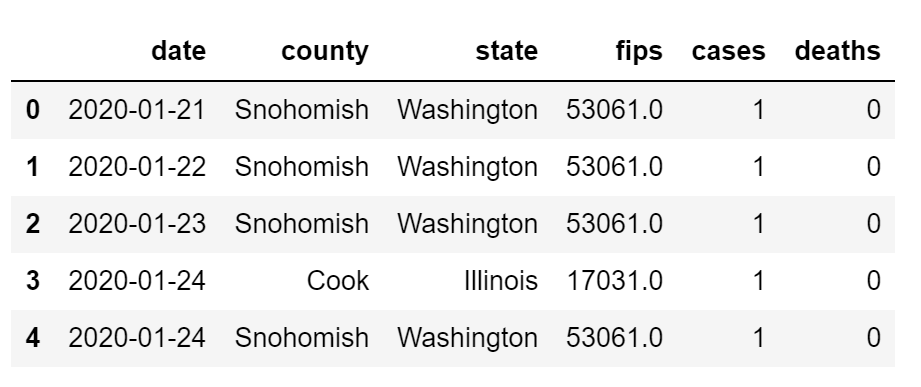 date county state fips cases deaths
0 2020-01-21 Snohomish Washington 53061.0 1 0
1 2020-01-22 Snohomish Washington 53061.0 1 0
2 2020-01-23 Snohomish Washington 53061.0 1 0
3 2020-01-24 Cook Illinois 17031.0 1 0
4 2020-01-24 Snohomish Washington 53061.0 1 0